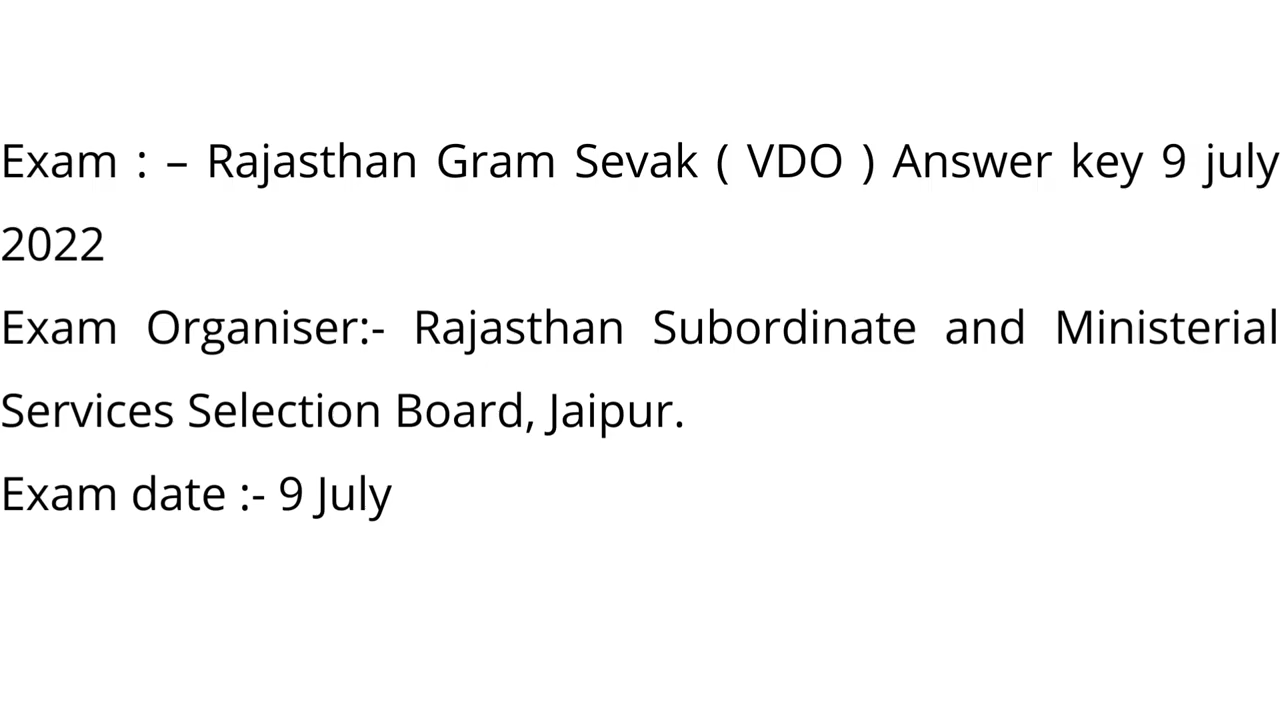 Exam : – Rajasthan Gram Sevak ( VDO ) Answer key 9 july
2022
Exam Organiser:- Rajasthan Subordinate and Ministerial
Services Selection Board, Jaipur.
Exam date :- 9 July